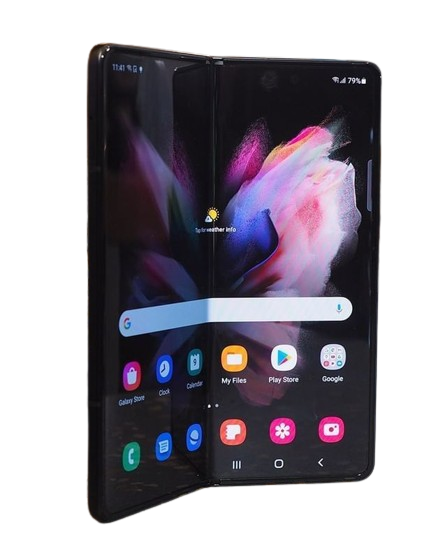 11:41
79%
Tap for weather info
G
Galaxy Store
Clock
Calendar
My Files
Play Store
Google